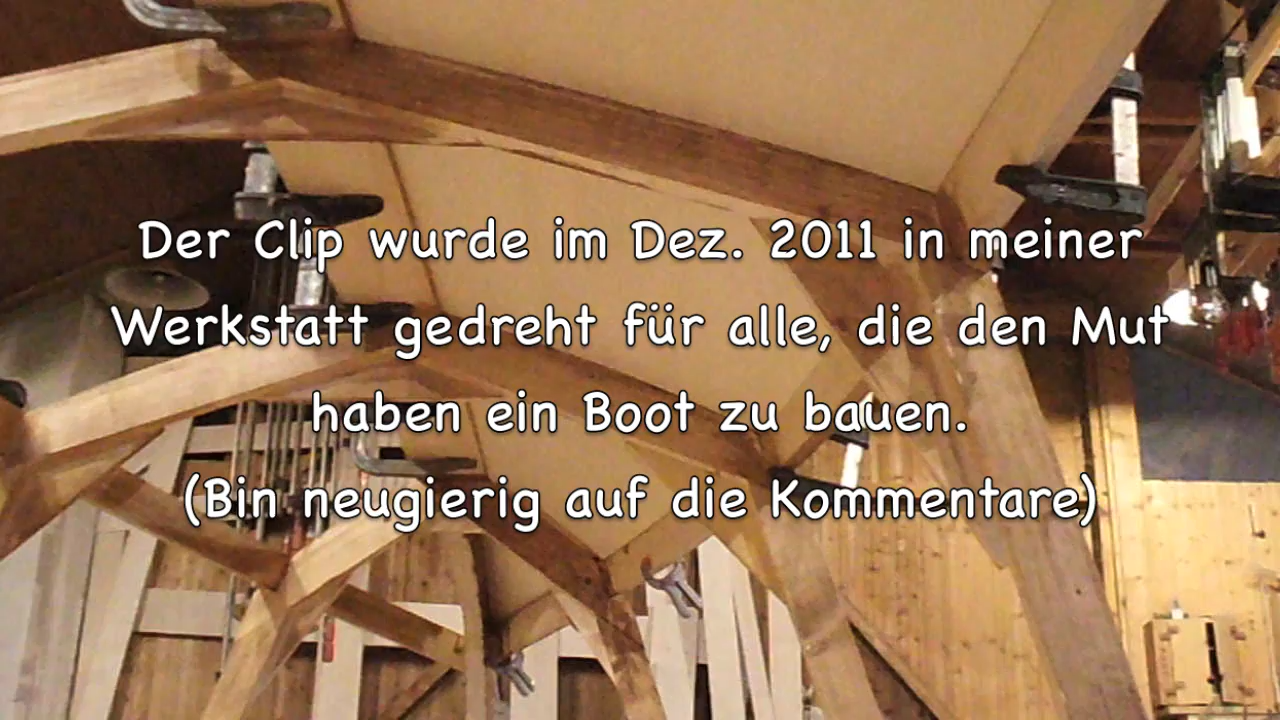 Der Clip wurde im Dez. 2011 in meiner
Werkstatt gedreht für alle, die den Mut
haben ein Boot zu bauen.
(Bin neugierig auf die Kommentare)